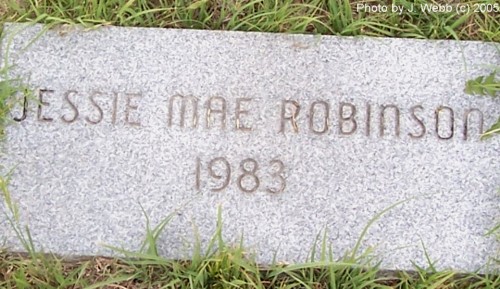 Photo by J. Webb (c) 2005
JESSIE MAE ROBINSON
1983